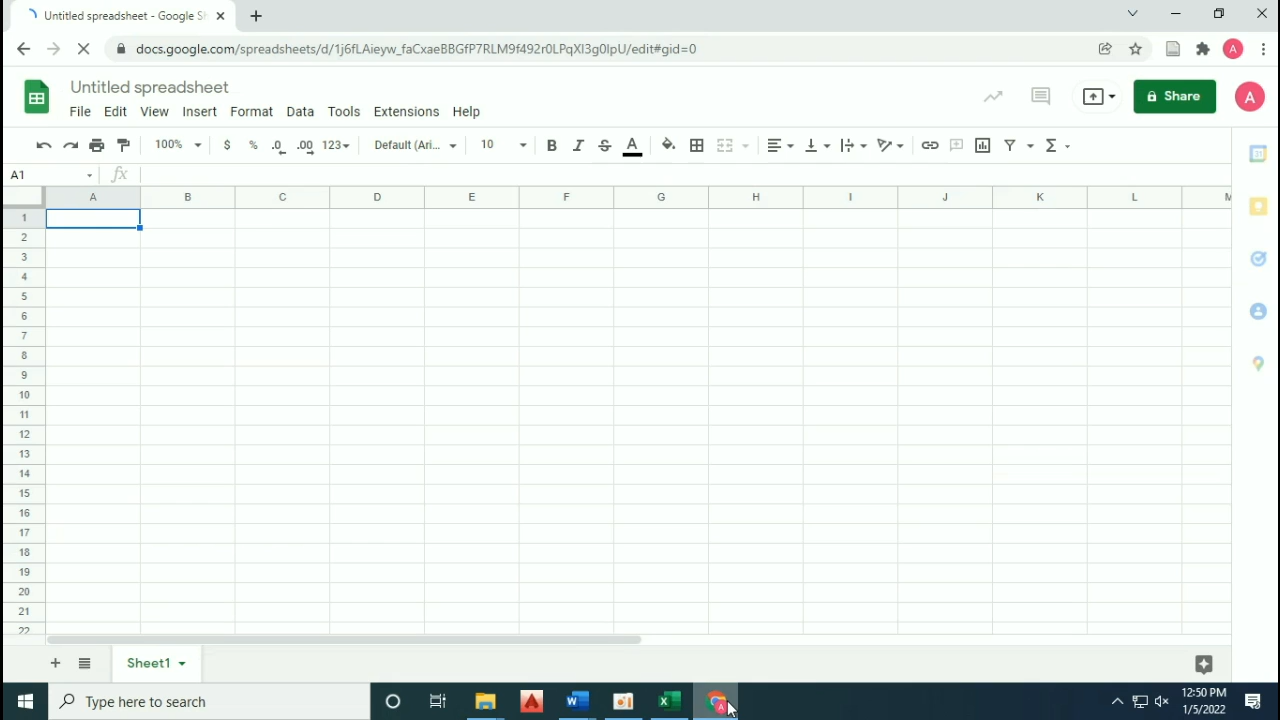 Untitled spreadsheet - Google Sh
docs.google.com/spreadsheets/d/1j6fLAieyw_faCxaeBBGfP7RLM9f492r0LPqXI3g0IpU/edit#gid=0
A
Untitled spreadsheet
File Edit View Insert Format Data Tools Extensions Help
Share
A
100% $ % .0 .00 123 Default (Ari... 10 B I S A Σ
31
A1 fx
A B C D E F G H I J K L M
1
2
3
4
5
6
7
8
9
10
11
12
13
14
15
16
17
18
19
20
21
22
Sheet1
Type here to search
12:50 PM
1/5/2022